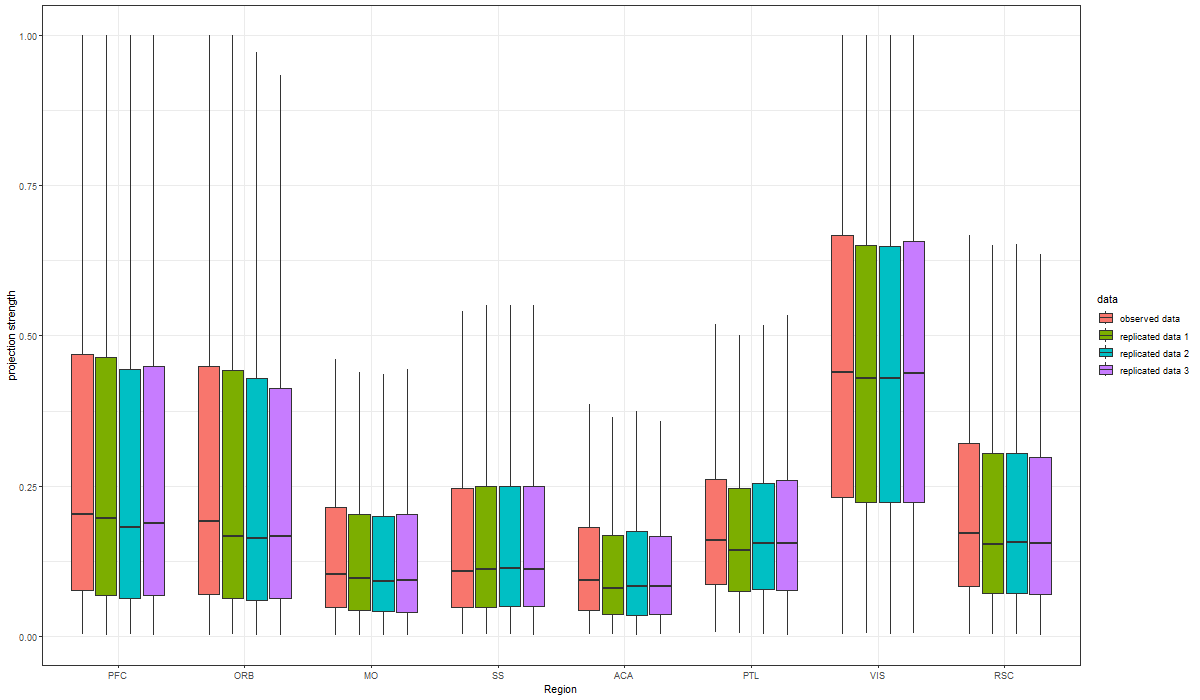 projection strength
1.00
0.75
0.50
0.25
0.00
PFC ORB MO SS ACA PTL VIS RSC
Region
data
observed data
replicated data 1
replicated data 2
replicated data 3